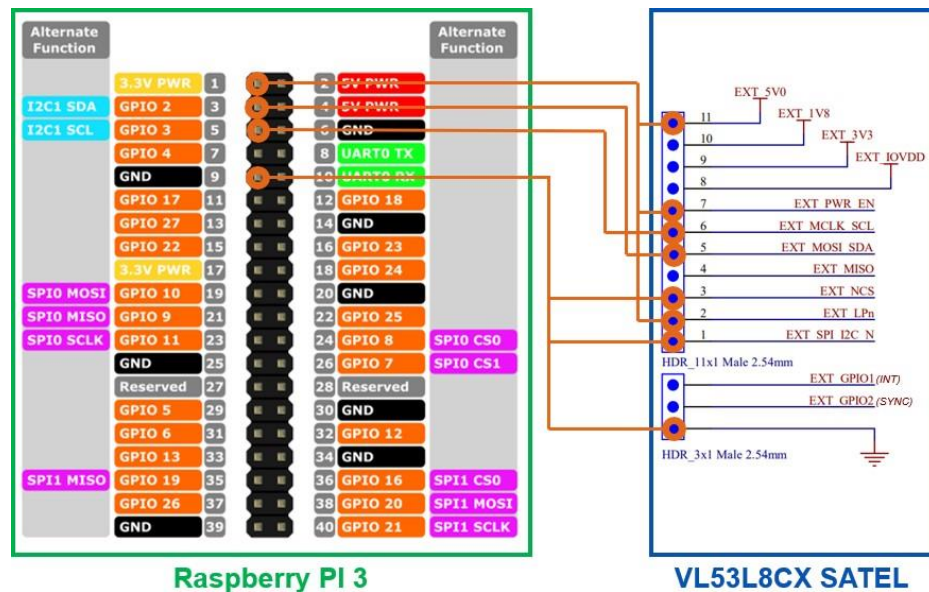 Alternate
Function
Alternate
Function
3.3V PWR 1 2 5V PWR
I2C1 SDA GPIO 2 3 4 5V PWR
I2C1 SCL GPIO 3 5 6 GND
GPIO 4 7 8 UART0 TX
GND 9 10 UART0 RX
GPIO 17 11 12 GPIO 18
GPIO 27 13 14 GND
GPIO 22 15 16 GPIO 23
3.3V PWR 17 18 GPIO 24
SPI0 MOSI GPIO 10 19 20 GND
SPI0 MISO GPIO 9 21 22 GPIO 25
SPI0 SCLK GPIO 11 23 24 GPIO 8 SPI0 CS0
GND 25 26 GPIO 7 SPI0 CS1
Reserved 27 28 Reserved
GPIO 5 29 30 GND
GPIO 6 31 32 GPIO 12
GPIO 13 33 34 GND
SPI1 MISO GPIO 19 35 36 GPIO 16 SPI1 CS0
GPIO 26 37 38 GPIO 20 SPI1 MOSI
GND 39 40 GPIO 21 SPI1 SCLK
Raspberry PI 3
EXT_5V0
11
EXT_1V8
10
EXT_3V3
9
EXT_IOVDD
8
7 EXT_PWR_EN
6 EXT_MCLK_SCL
5 EXT_MOSI_SDA
4 EXT_MISO
3 EXT_NCS
2 EXT_LPn
1 EXT_SPI_I2C_N
HDR_11x1 Male 2.54mm
EXT_GPIO1(INT)
EXT_GPIO2(SYNC)
HDR_3x1 Male 2.54mm
VL53L8CX SATEL